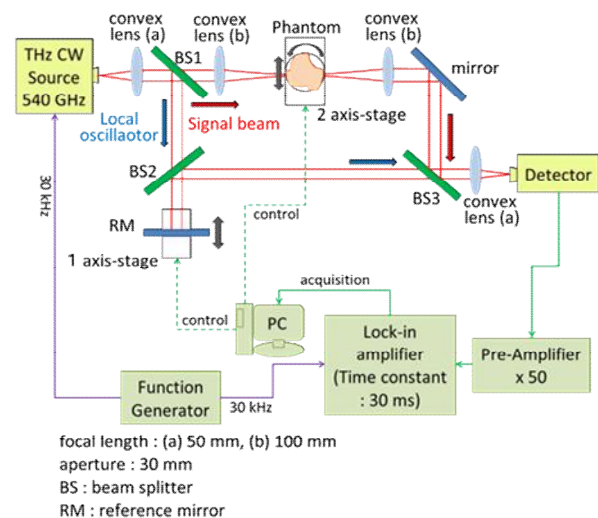 convex
lens (a)
convex
lens (b)
Phantom
convex
lens (b)
THz CW
Source
540 GHz
BS1
mirror
Local
oscillaotor
Signal beam
2 axis-stage
BS2
BS3
convex
lens (a)
Detector
30 kHz
control
RM
1 axis-stage
control
acquisition
PC
Lock-in
amplifier
(Time constant
: 30 ms)
Pre-Amplifier
x 50
Function
Generator
30 kHz
focal length : (a) 50 mm, (b) 100 mm
aperture : 30 mm
BS : beam splitter
RM : reference mirror